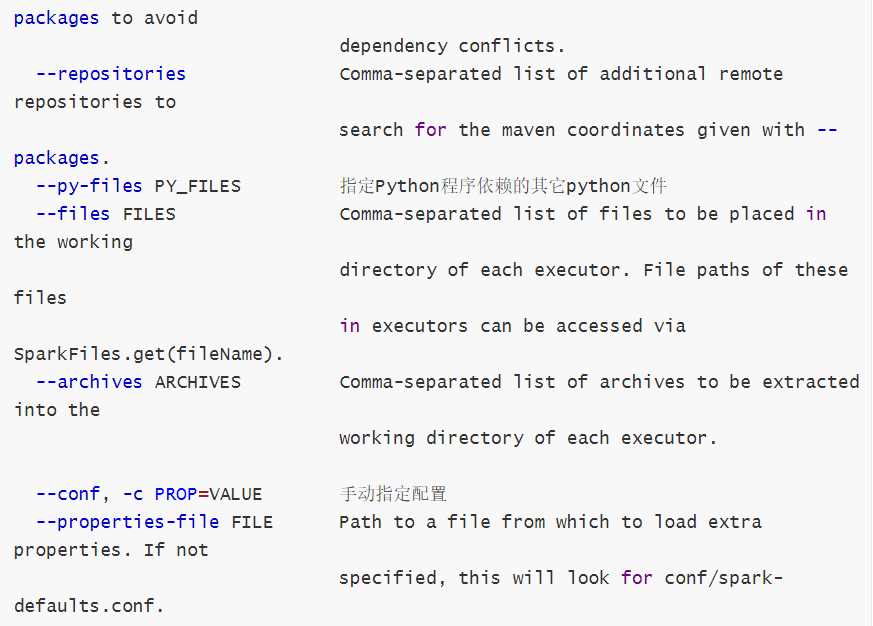 packages to avoid
dependency conflicts.
--repositories Comma-separated list of additional remote
repositories to
search for the maven coordinates given with --
packages.
--py-files PY_FILES 指定Python程序依赖的其它python文件
--files FILES Comma-separated list of files to be placed in
the working
directory of each executor. File paths of these
files
in executors can be accessed via
SparkFiles.get(fileName).
--archives ARCHIVES Comma-separated list of archives to be extracted
into the
working directory of each executor.
--conf, -c PROP=VALUE 手动指定配置
--properties-file FILE Path to a file from which to load extra
properties. If not
specified, this will look for conf/spark-
defaults.conf.